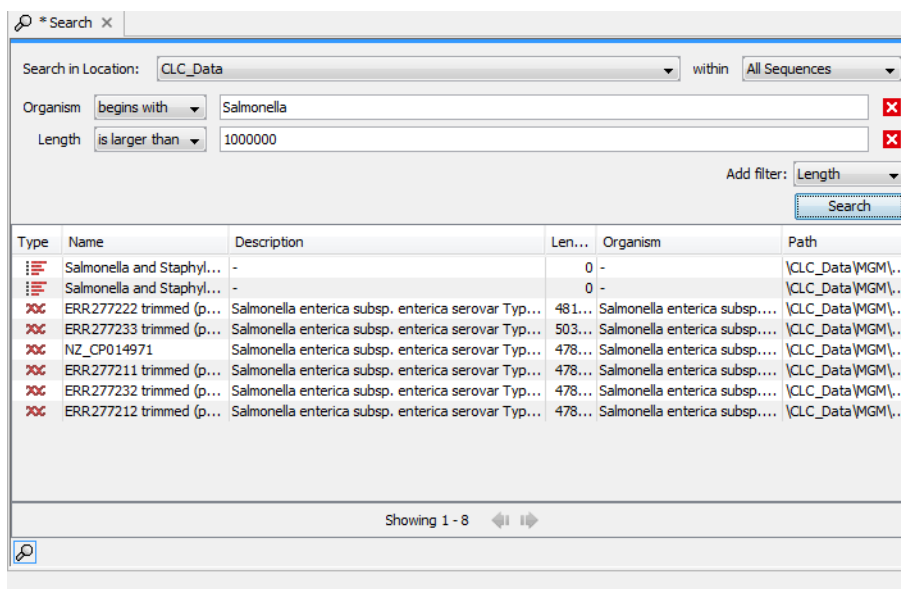 * Search
Search in Location: CLC_Data within All Sequences
Organism begins with Salmonella
Length is larger than 1000000
Add filter: Length
Search
Type Name Description Len... Organism Path
Salmonella and Staphyl... - 0 - \CLC_Data\MGM\...
Salmonella and Staphyl... - 0 - \CLC_Data\MGM\...
ERR277222 trimmed (p... Salmonella enterica subsp. enterica serovar Typ... 481... Salmonella enterica subsp.... \CLC_Data\MGM\...
ERR277233 trimmed (p... Salmonella enterica subsp. enterica serovar Typ... 503... Salmonella enterica subsp.... \CLC_Data\MGM\...
NZ_CP014971 Salmonella enterica subsp. enterica serovar Typ... 478... Salmonella enterica subsp.... \CLC_Data\MGM\...
ERR277211 trimmed (p... Salmonella enterica subsp. enterica serovar Typ... 478... Salmonella enterica subsp.... \CLC_Data\MGM\...
ERR277232 trimmed (p... Salmonella enterica subsp. enterica serovar Typ... 478... Salmonella enterica subsp.... \CLC_Data\MGM\...
ERR277212 trimmed (p... Salmonella enterica subsp. enterica serovar Typ... 478... Salmonella enterica subsp.... \CLC_Data\MGM\...
Showing 1 - 8